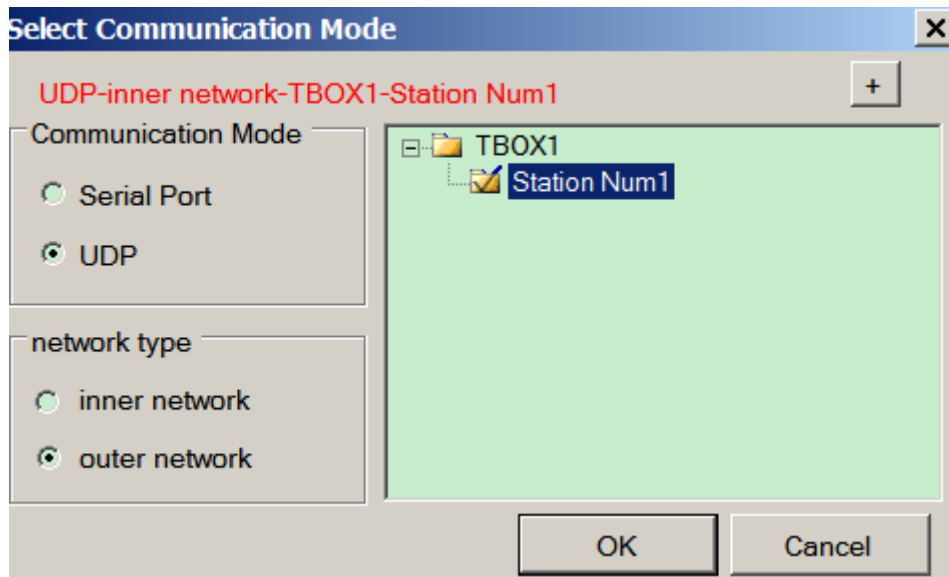 Select Communication Mode
UDP-inner network-TBOX1-Station Num1
+
Communication Mode
Serial Port
UDP
TBOX1
Station Num1
network type
inner network
outer network
OK
Cancel